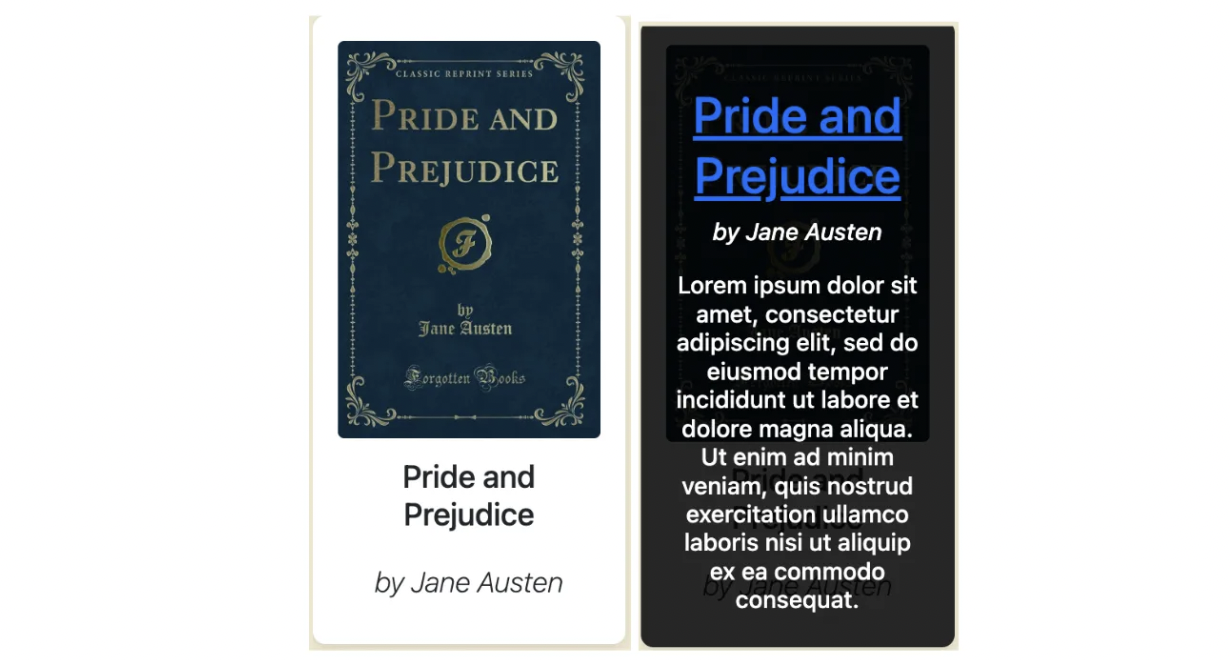 CLASSIC REPRINT SERIES
PRIDE AND
PREJUDICE
F
by
Jane Austen
Forgotten Books
Pride and
Prejudice
by Jane Austen
Pride and
Prejudice
by Jane Austen
Lorem ipsum dolor sit
amet, consectetur
adipiscing elit, sed do
eiusmod tempor
incididunt ut labore et
dolore magna aliqua.
Ut enim ad minim
veniam, quis nostrud
exercitation ullamco
laboris nisi ut aliquip
ex ea commodo
consequat.